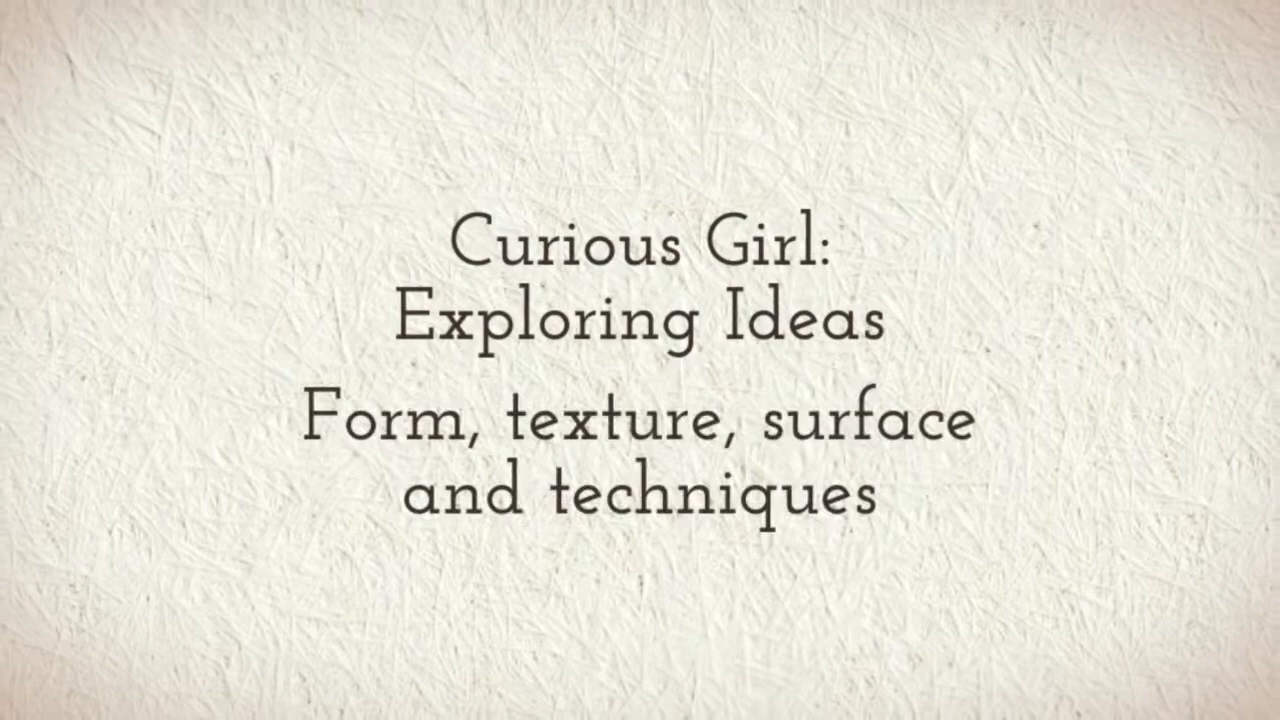 Curious Girl:
Exploring Ideas
Form, texture, surface
and techniques